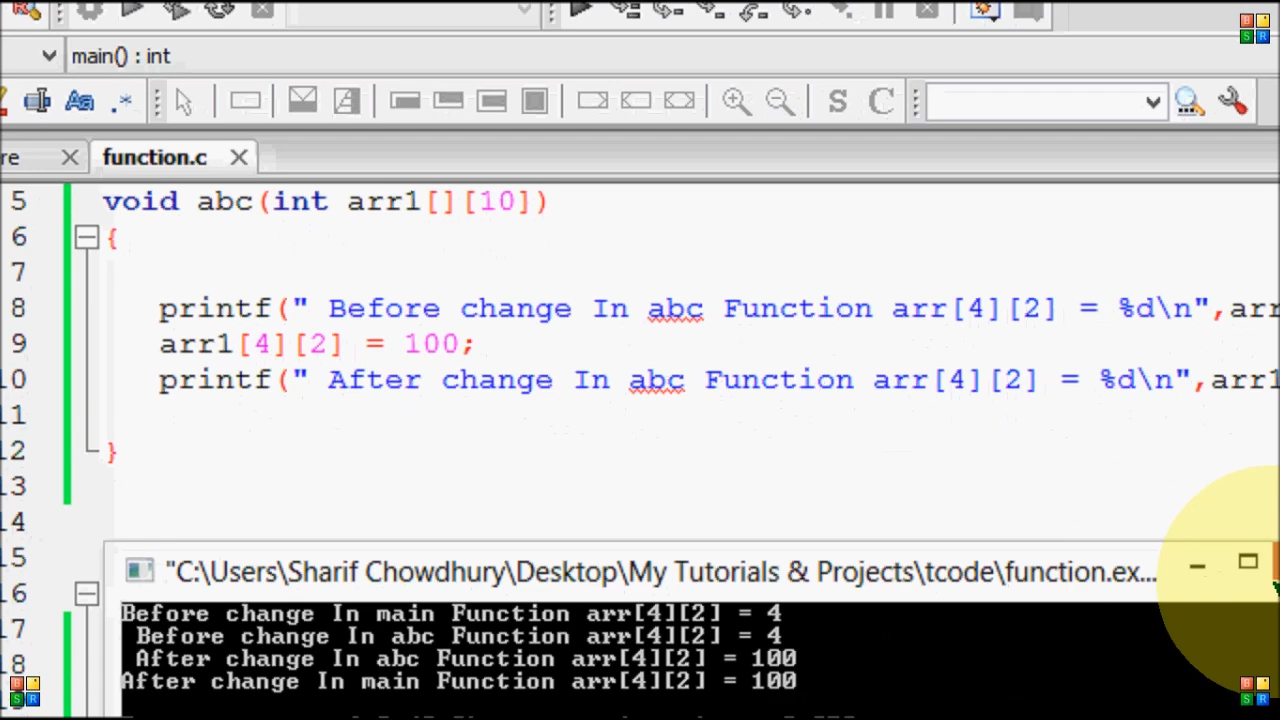 main() : int
Aa .*
S C
re function.c
5 void abc(int arr1[][10])
6 {
7
8 printf(" Before change In abc Function arr[4][2] = %d\n",arr
9 arr1[4][2] = 100;
10 printf(" After change In abc Function arr[4][2] = %d\n",arr1
11
12 }
13
14
15
"C:\Users\Sharif Chowdhury\Desktop\My Tutorials & Projects\tcode\function.ex...
16
Before change In main Function arr[4][2] = 4
17
Before change In abc Function arr[4][2] = 4
18
After change In abc Function arr[4][2] = 100
After change In main Function arr[4][2] = 100